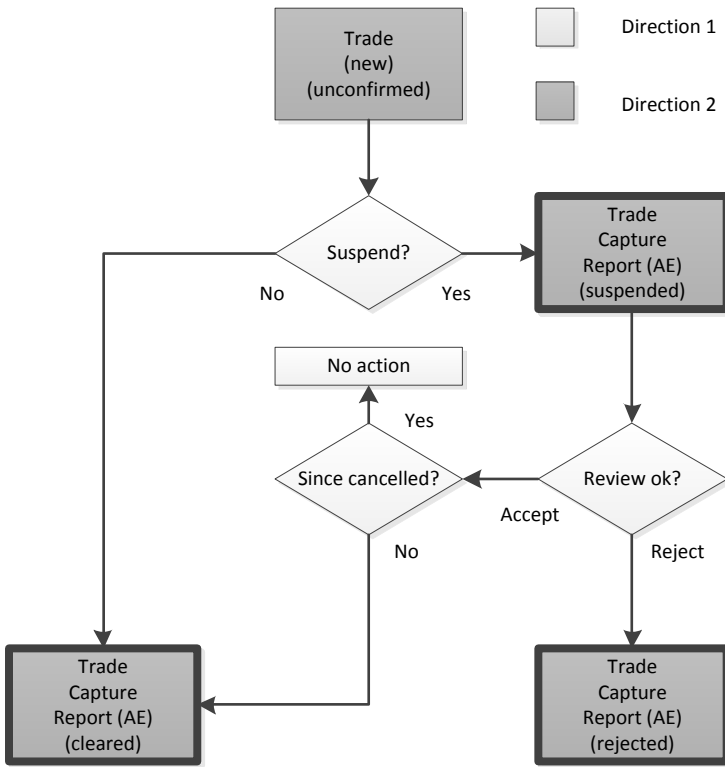 Trade
(new)
(unconfirmed)
Direction 1
Direction 2
Suspend?
No
Yes
Trade
Capture
Report (AE)
(suspended)
No action
Yes
Since cancelled?
No
Accept
Review ok?
Reject
Trade
Capture
Report (AE)
(cleared)
Trade
Capture
Report (AE)
(rejected)